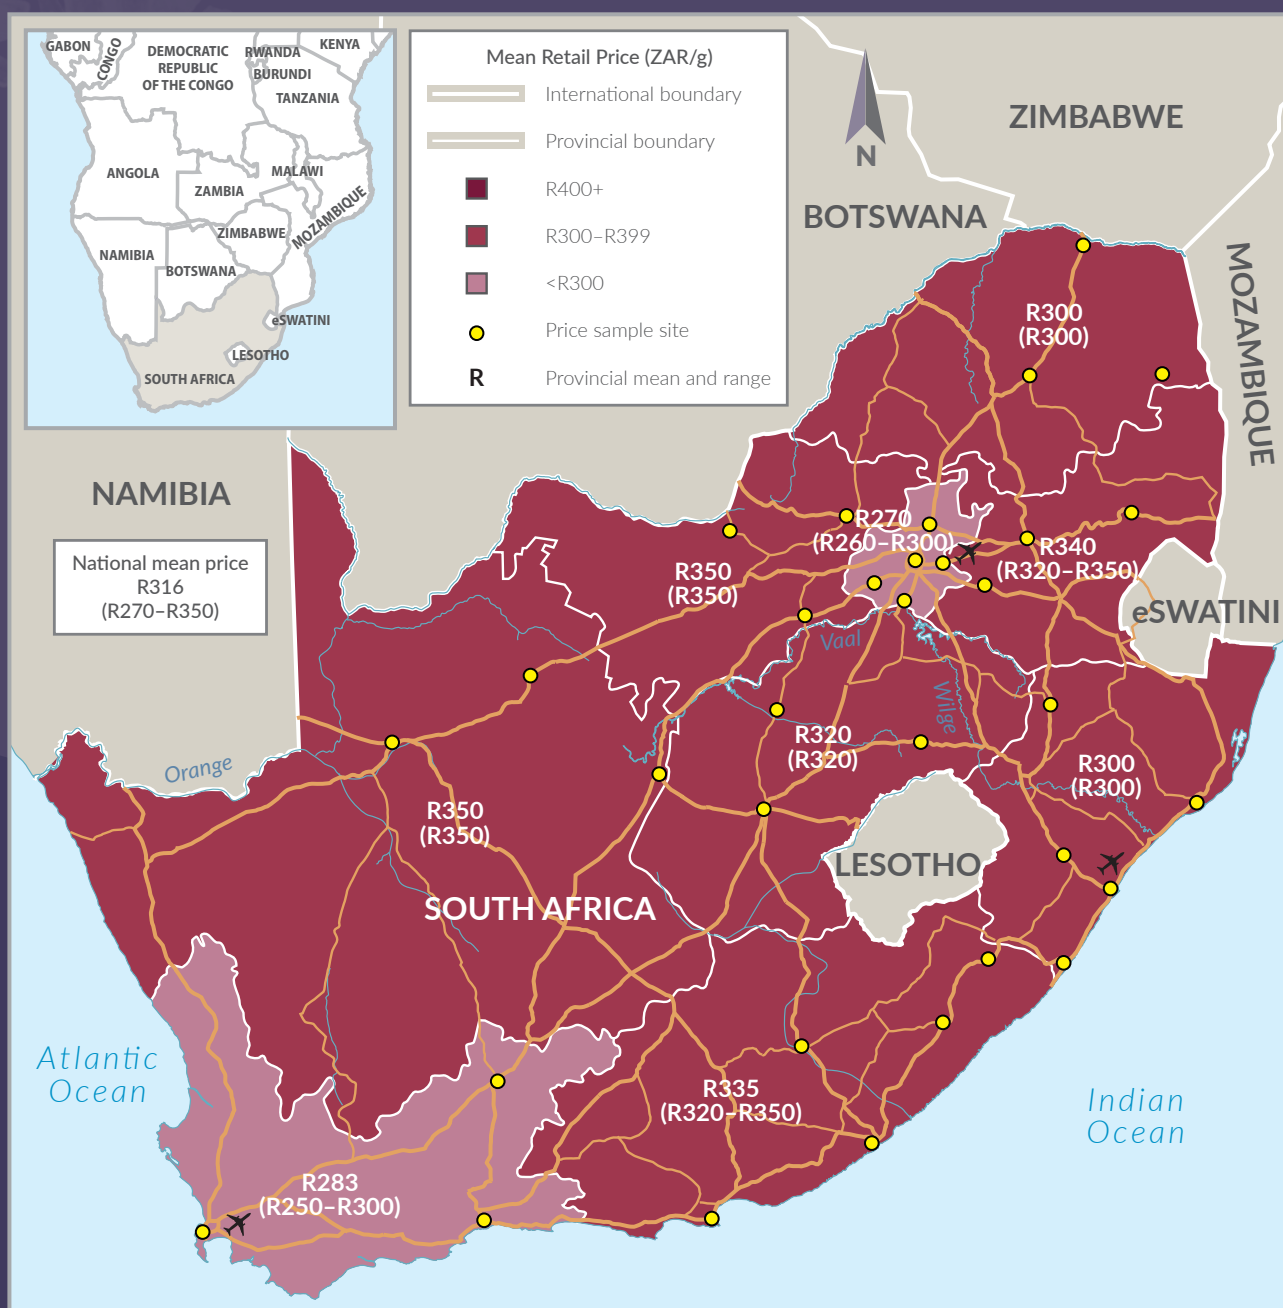 GABON
CONGO
DEMOCRATIC
REPUBLIC
OF THE CONGO
RWANDA
BURUNDI
KENYA
TANZANIA
ANGOLA
ZAMBIA
MALAWI
MOZAMBIQUE
ZIMBABWE
NAMIBIA
BOTSWANA
eSWATINI
LESOTHO
SOUTH AFRICA
Mean Retail Price (ZAR/g)
International boundary
Provincial boundary
R400+
R300–R399
<R300
Price sample site
R Provincial mean and range
N
ZIMBABWE
BOTSWANA
MOZAMBIQUE
NAMIBIA
National mean price
R316
(R270–R350)
R300
(R300)
R270
(R260–R300)
R340
(R320–R350)
R350
(R350)
eSWATINI
Vaal
Wilge
Orange
R320
(R320)
R300
(R300)
R350
(R350)
LESOTHO
SOUTH AFRICA
Atlantic
Ocean
R335
(R320–R350)
Indian
Ocean
R283
(R250–R300)